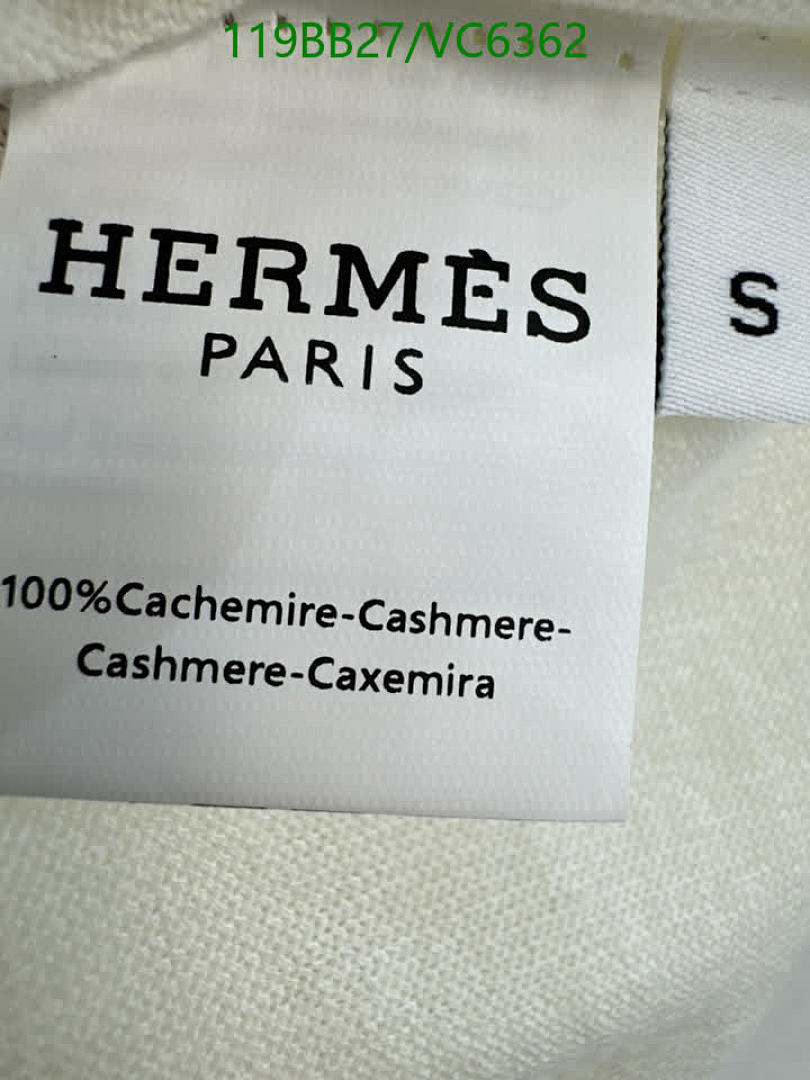 119BB27/VC6362
HERMÈS
PARIS
S
100%Cachemire-Cashmere-
Cashmere-Caxemira